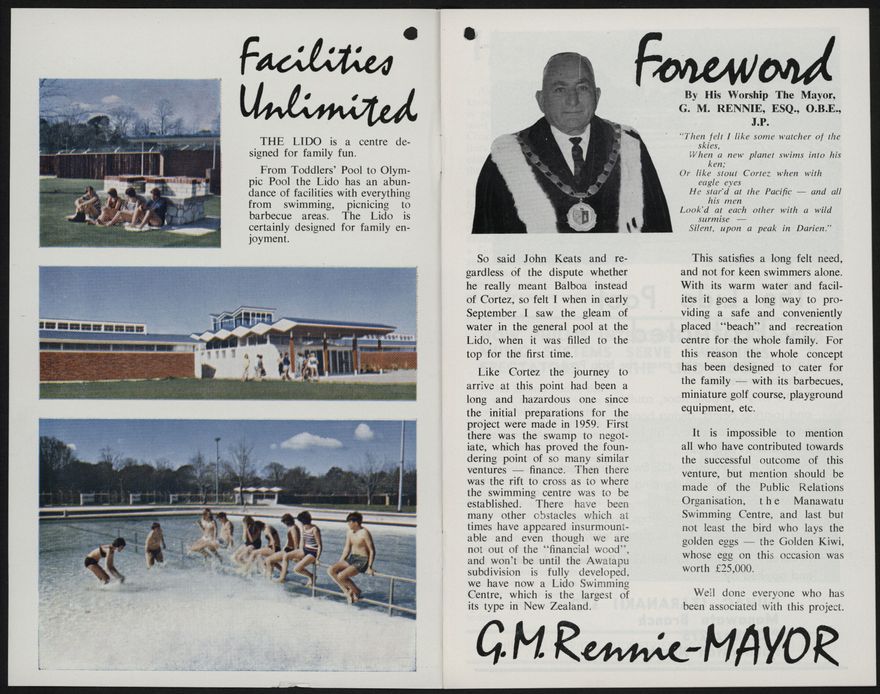 Facilities
Unlimited
THE LIDO is a centre de-
signed for family fun.
From Toddlers' Pool to Olym-
pic Pool the Lido has an abun-
dance of facilities with everything
from swimming, picnicing to
barbecue areas. The Lido is
certainly designed for family en-
joyment.
Foreword
By His Worship The Mayor,
G. M. RENNIE, ESQ., O.B.E.,
J.P.
"Then felt I like some watcher of the
skies,
When a new planet swims into his
ken;
Or like stout Cortez when with
eagle eyes
He star'd at the Pacific — and all
his men
Look'd at each other with a wild
surmise —
Silent, upon a peak in Darien."
So said John Keats and re-
gardless of the dispute whether
he really meant Balboa instead
of Cortez, so felt I when in early
September I saw the gleam of
water in the general pool at the
Lido, when it was filled to the
top for the first time.
Like Cortez the journey to
arrive at this point had been a
long and hazardous one since
the initial preparations for the
project were made in 1959. First
there was the swamp to negot-
iate, which has proved the foun-
dering point of so many similar
ventures — finance. Then there
was the rift to cross as to where
the swimming centre was to be
established. There have been
many other obstacles which at
times have appeared insurmount-
able and even though we are
not out of the "financial wood",
and won't be until the Awatapu
subdivision is fully developed,
we have now a Lido Swimming
Centre, which is the largest of
its type in New Zealand.
This satisfies a long felt need,
and not for keen swimmers alone.
With its warm water and facil-
ites it goes a long way to pro-
viding a safe and conveniently
placed "beach" and recreation
centre for the whole family. For
this reason the whole concept
has been designed to cater for
the family — with its barbecues,
miniature golf course, playground
equipment, etc.
It is impossible to mention
all who have contributed towards
the successful outcome of this
venture, but mention should be
made of the Public Relations
Organisation, the Manawatu
Swimming Centre, and last but
not least the bird who lays the
golden eggs — the Golden Kiwi,
whose egg on this occasion was
worth £25,000.
Well done everyone who has
been associated with this project.
G.M. Rennie-MAYOR